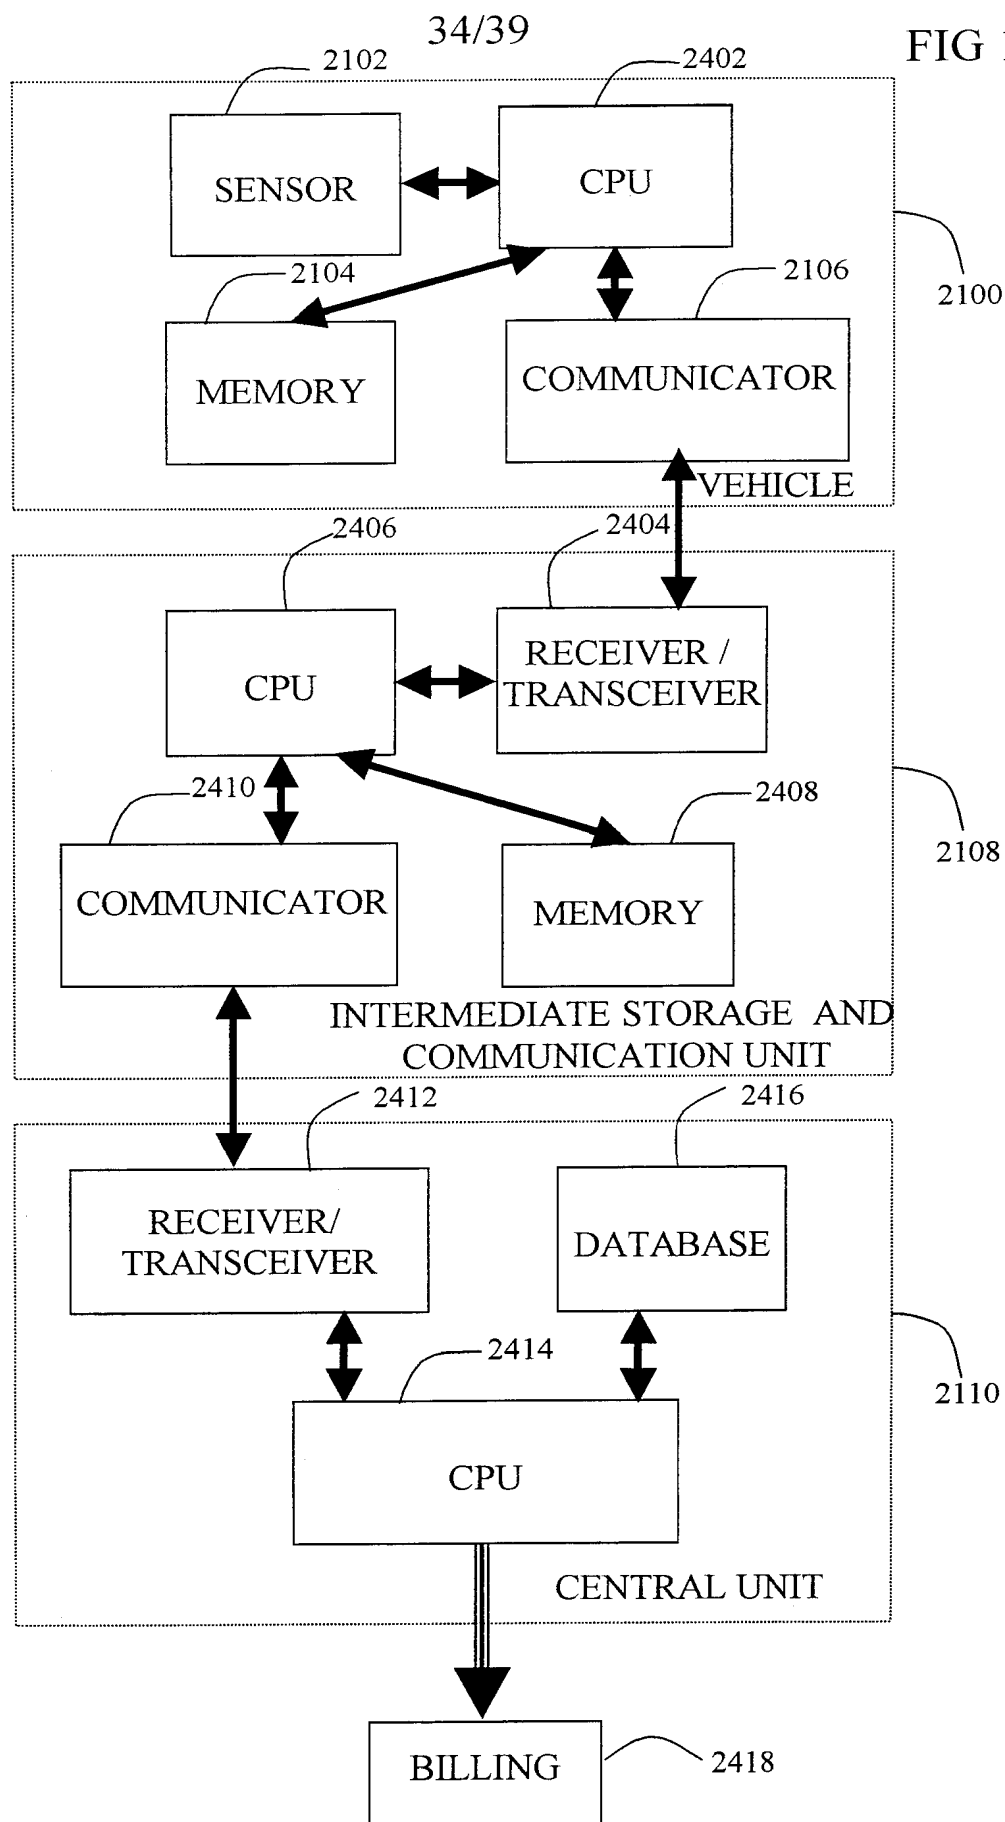 34/39
FIG
2102
2402
SENSOR
CPU
2104
2106
2100
MEMORY
COMMUNICATOR
VEHICLE
2406
2404
CPU
RECEIVER /
TRANSCEIVER
2410
2408
2108
COMMUNICATOR
MEMORY
INTERMEDIATE STORAGE AND
COMMUNICATION UNIT
2412
2416
RECEIVER/
TRANSCEIVER
DATABASE
2414
2110
CPU
CENTRAL UNIT
BILLING
2418